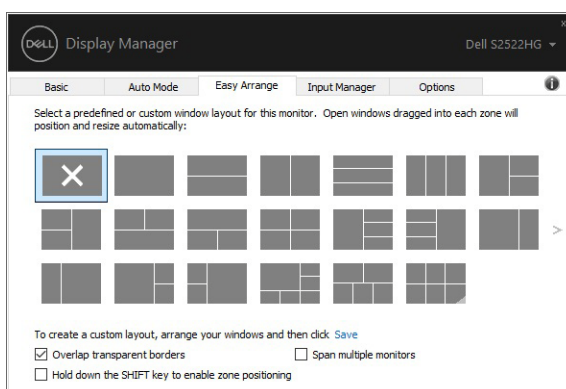 DELL Display Manager
x
Dell S2522HG
Basic Auto Mode Easy Arrange Input Manager Options i
Select a predefined or custom window layout for this monitor. Open windows dragged into each zone will
position and resize automatically:
>
To create a custom layout, arrange your windows and then click Save
Overlap transparent borders Span multiple monitors
Hold down the SHIFT key to enable zone positioning